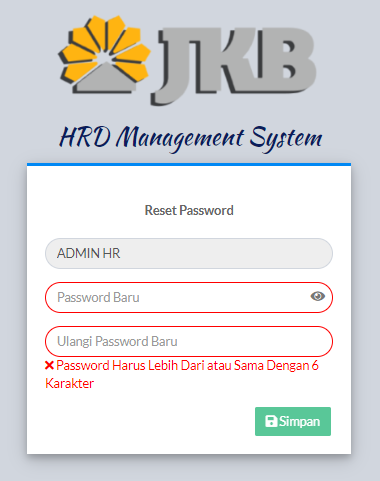 JKB
HRD Management System
Reset Password
ADMIN HR
Password Baru
Ulangi Password Baru
Password Harus Lebih Dari atau Sama Dengan 6
Karakter
Simpan